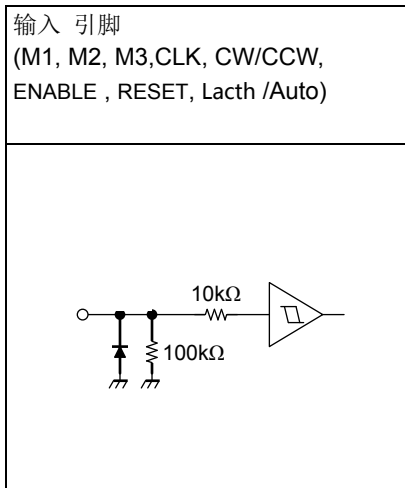 输入 引脚
(M1, M2, M3,CLK, CW/CCW,
ENABLE , RESET, Lacth /Auto)
10kΩ
100kΩ